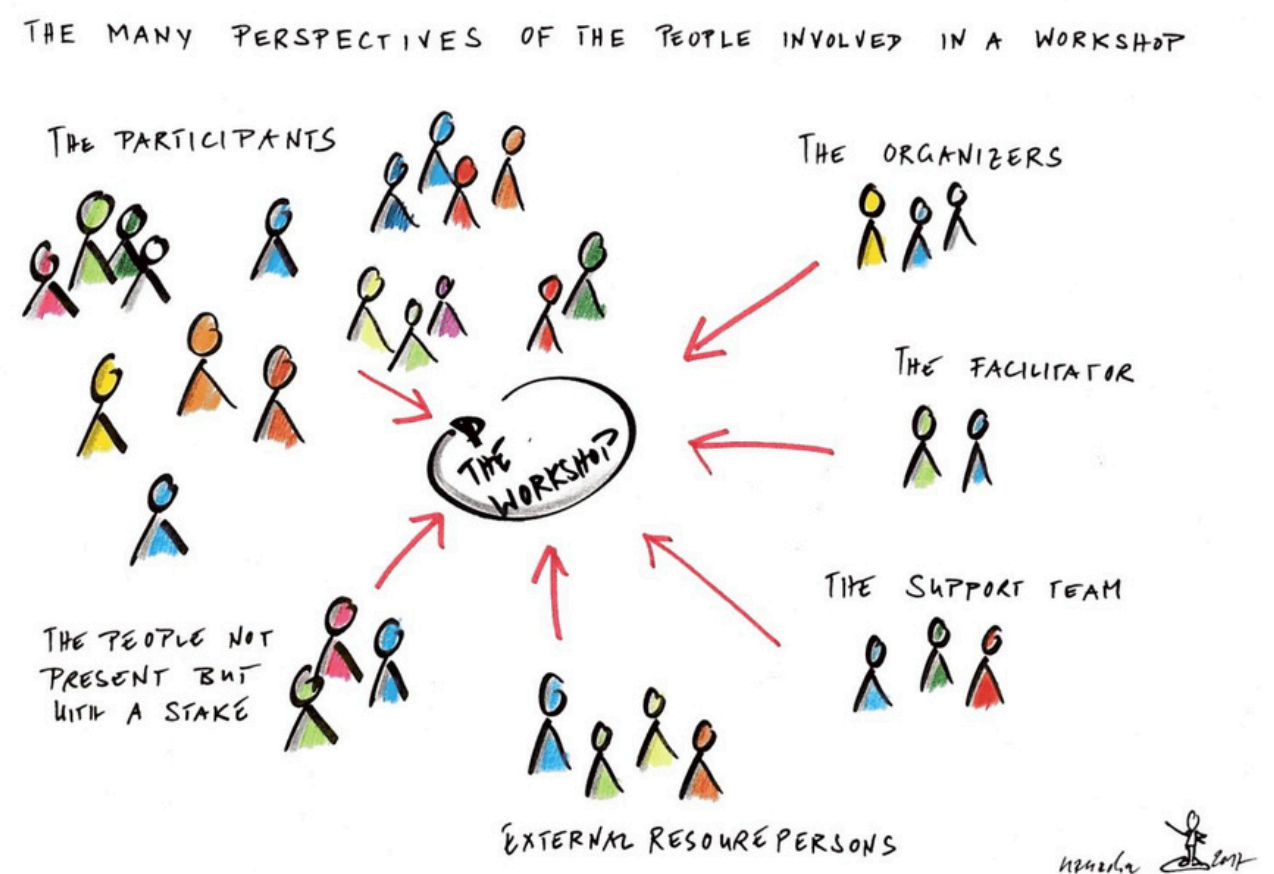 THE MANY PERSPECTIVES OF THE PEOPLE INVOLVED IN A WORKSHOP
THE PARTICIPANTS
THE ORGANIZERS
THE FACILITATOR
THE
WORKSHOP
THE SUPPORT TEAM
THE PEOPLE NOT
PRESENT BUT
WITH A STAKE
EXTERNAL RESOUREPERSONS
2017